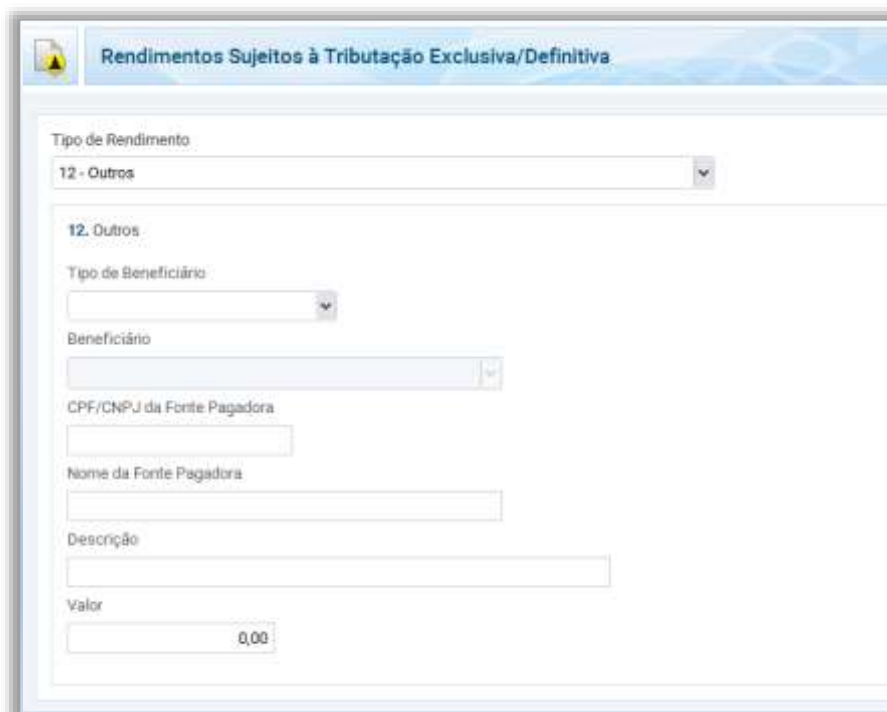 Rendimentos Sujeitos à Tributação Exclusiva/Definitiva
Tipo de Rendimento
12 - Outros
12. Outros
Tipo de Beneficiário
Beneficiário
CPF/CNPJ da Fonte Pagadora
Nome da Fonte Pagadora
Descrição
Valor
0,00